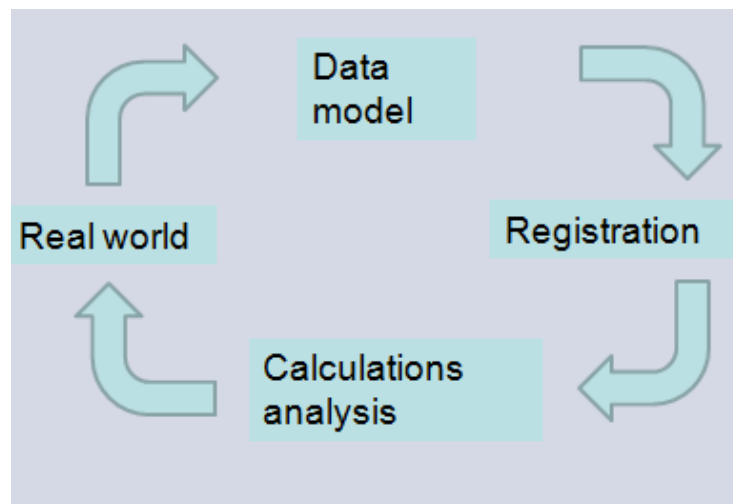 Data
model
Real world
Registration
Calculations
analysis